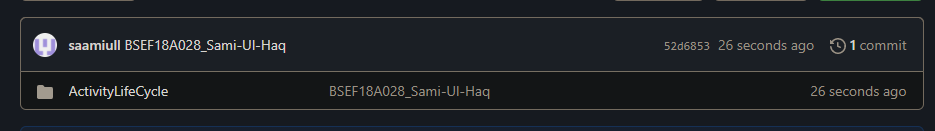 saamiull BSEF18A028_Sami-Ul-Haq 52d6853 26 seconds ago 1 commit
ActivityLifeCycle BSEF18A028_Sami-Ul-Haq 26 seconds ago